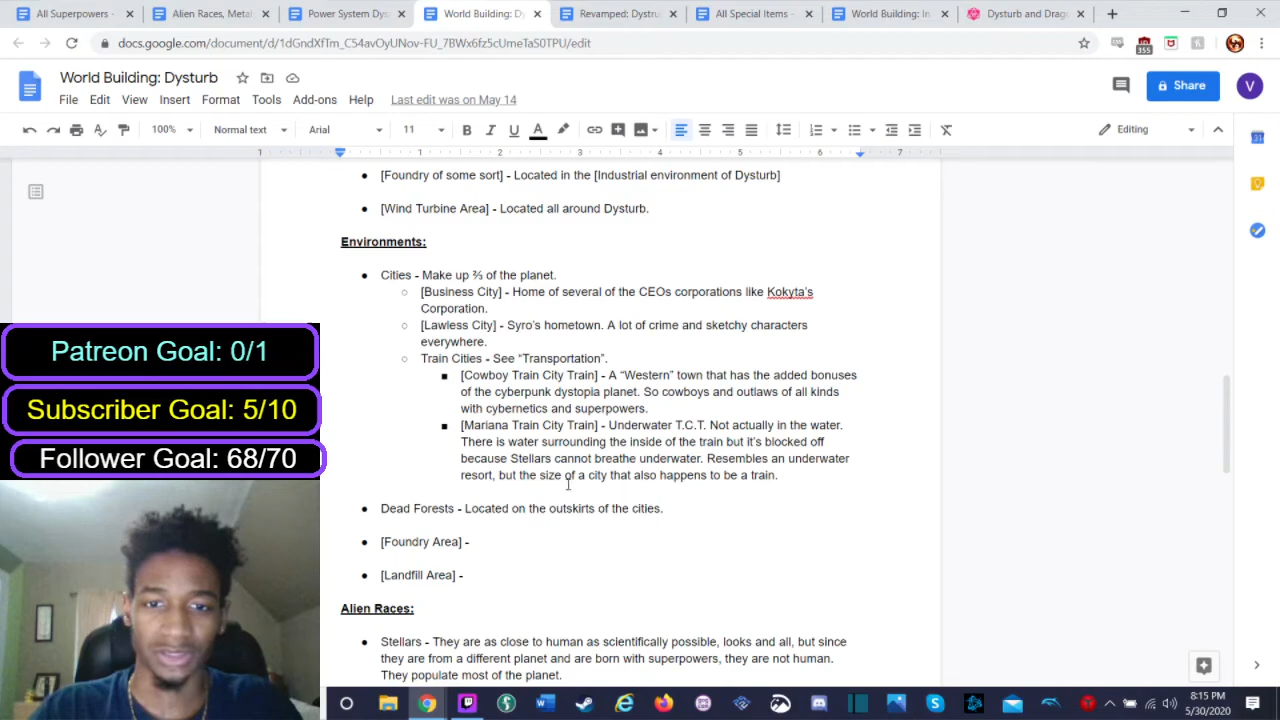 All Superpowers -
Alien Races, Metal
Power System Dys
World Building: Dy
Revamped: Dystru
All Special Items -
World Building: In
Dysturb and Drag
docs.google.com/document/d/1dGndXfTm_C54avOyUNov-FU_7BWx6fz5cUmeTaS0TPU/edit
355
World Building: Dysturb
File Edit View Insert Format Tools Add-ons Help Last edit was on May 14
Share
V
100% Normal text Arial 11 Editing
1 1 2 3 4 5 6 7
[Foundry of some sort] - Located in the [Industrial environment of Dysturb]
[Wind Turbine Area] - Located all around Dysturb.
Environments:
Cities - Make up ⅔ of the planet.
[Business City] - Home of several of the CEOs corporations like Kokyta's
Corporation.
[Lawless City] - Syro's hometown. A lot of crime and sketchy characters
everywhere.
Train Cities - See “Transportation”.
[Cowboy Train City Train] - A “Western” town that has the added bonuses
of the cyberpunk dystopia planet. So cowboys and outlaws of all kinds
with cybernetics and superpowers.
[Mariana Train City Train] - Underwater T.C.T. Not actually in the water.
There is water surrounding the inside of the train but it's blocked off
because Stellars cannot breathe underwater. Resembles an underwater
resort, but the size of a city that also happens to be a train.
Dead Forests - Located on the outskirts of the cities.
[Foundry Area] -
[Landfill Area] -
Alien Races:
Stellars - They are as close to human as scientifically possible, looks and all, but since
they are from a different planet and are born with superpowers, they are not human.
They populate most of the planet.
Patreon Goal: 0/1
Subscriber Goal: 5/10
Follower Goal: 68/70
8:15 PM
5/30/2020